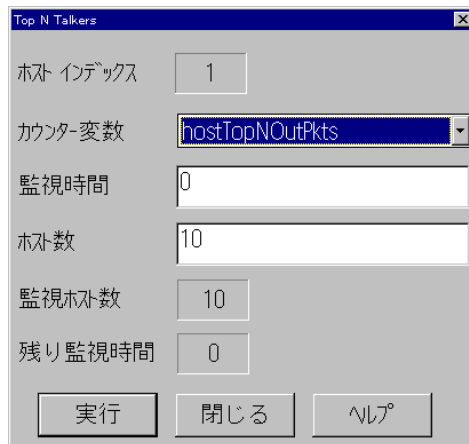 Top N Talkers
ホスト インデックス 1
カウンター変数 hostTopNOutPkts
監視時間 0
ホスト数 10
監視ホスト数 10
残り監視時間 0
実行 閉じる ヘルプ